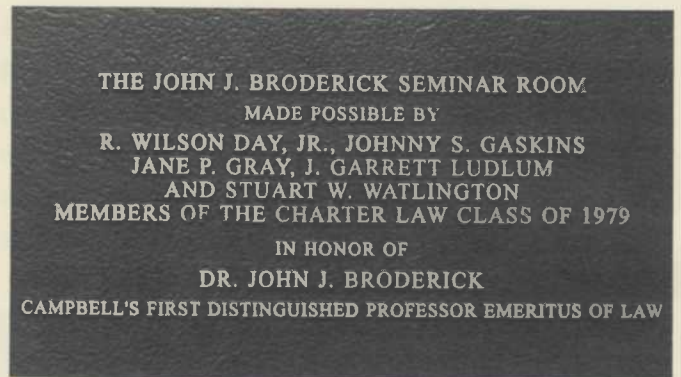 THE JOHN J. BRODERICK SEMINAR ROOM
MADE POSSIBLE BY
R. WILSON DAY, JR., JOHNNY S. GASKINS
JANE P. GRAY, J. GARRETT LUDLUM
AND STUART W. WATLINGTON
MEMBERS OF THE CHARTER LAW CLASS OF 1979
IN HONOR OF
DR. JOHN J. BRODERICK
CAMPBELL'S FIRST DISTINGUISHED PROFESSOR EMERITUS OF LAW